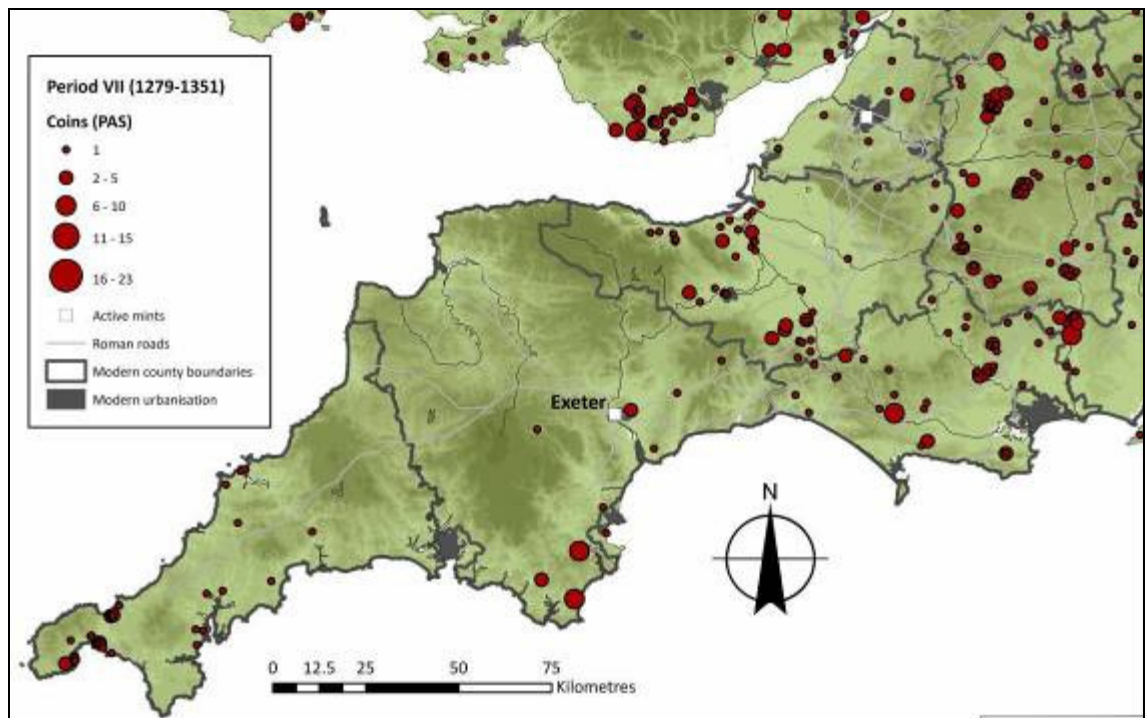 Period VII (1279-1351)
Coins (PAS)
1
2 - 5
6 - 10
11 - 15
16 - 23
Active mints
Roman roads
Modern county boundaries
Modern urbanisation
Exeter
N
0 12.5 25 50 75
Kilometres